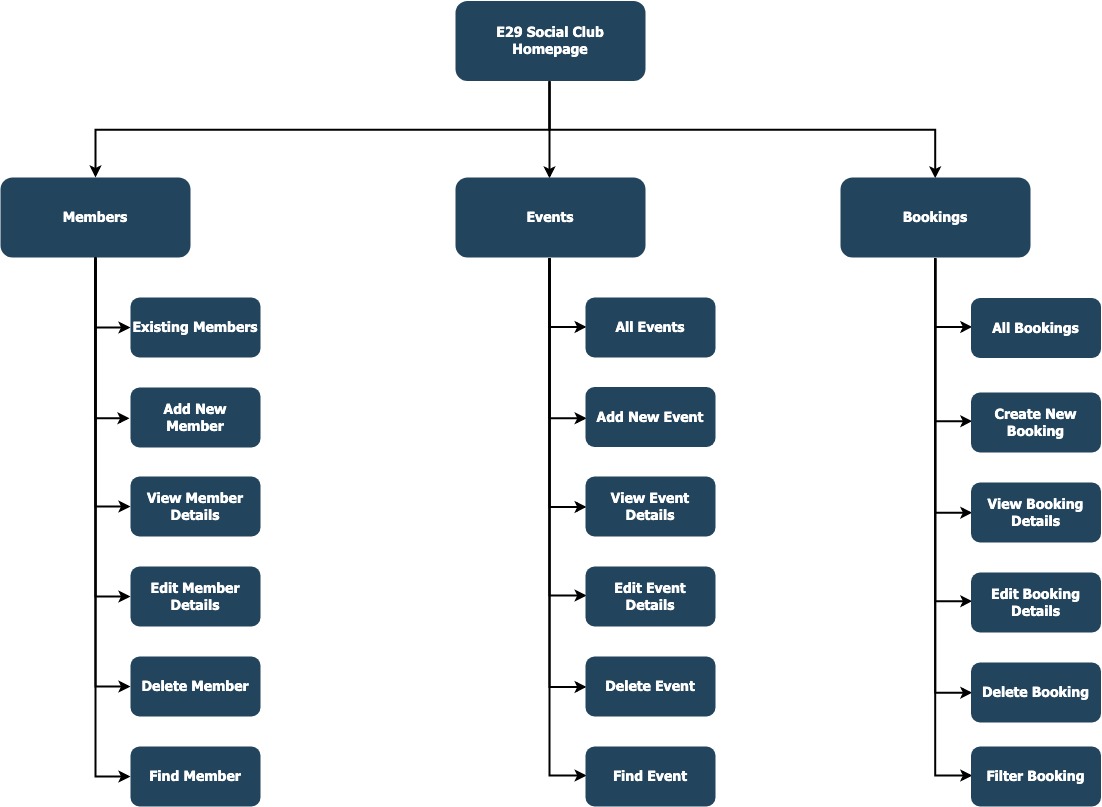 E29 Social Club
Homepage
Members
Events
Bookings
Existing Members
Add New
Member
View Member
Details
Edit Member
Details
Delete Member
Find Member
All Events
Add New Event
View Event
Details
Edit Event
Details
Delete Event
Find Event
All Bookings
Create New
Booking
View Booking
Details
Edit Booking
Details
Delete Booking
Filter Booking